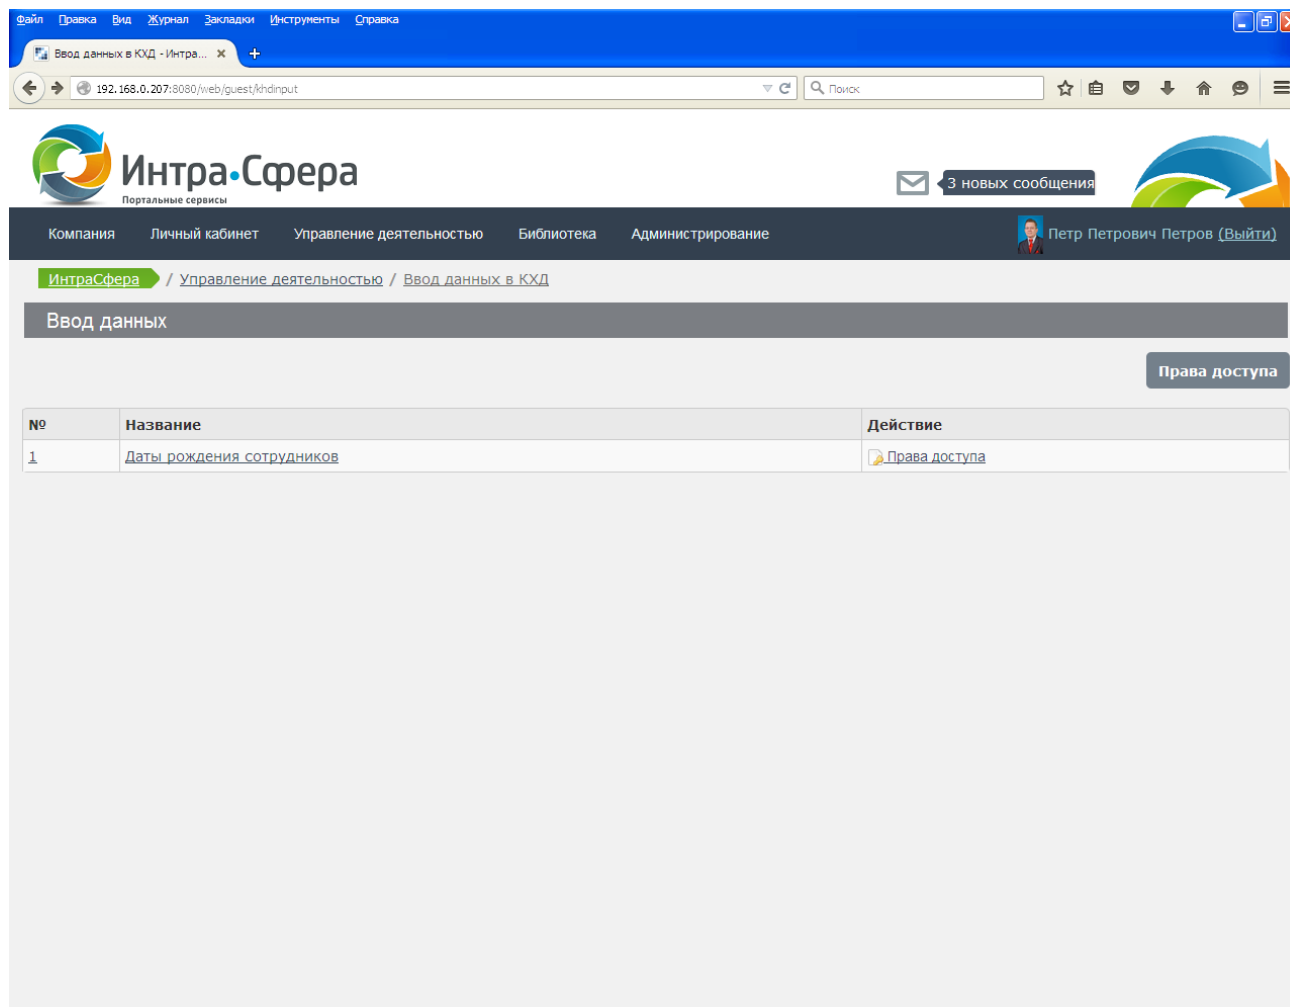 Файл Правка Вид Журнал Закладки Инструменты Справка
Ввод данных в КХД - Интра...
192.168.0.207:8080/web/guest/khdinput
Поиск
Интра•Сфера
Портальные сервисы
3 новых сообщения
Компания Личный кабинет Управление деятельностью Библиотека Администрирование Петр Петрович Петров (Выйти)
ИнтраСфера / Управление деятельностью / Ввод данных в КХД
Ввод данных
Права доступа
№ Название Действие
1 Даты рождения сотрудников Права доступа